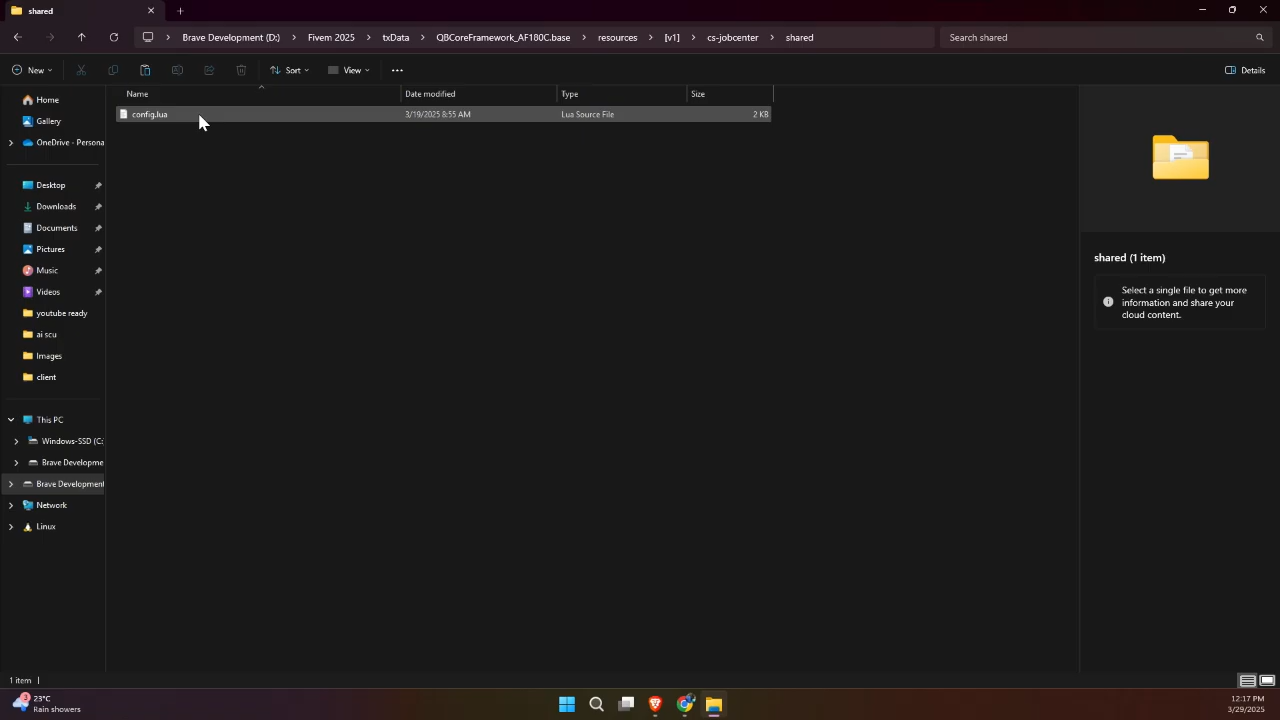 shared
Brave Development (D:) Fivem 2025 txData QBCoreFramework_AF180C.base resources [v1] cs-jobcenter shared
Search shared
New
Sort
View
Details
Name
Date modified
Type
Size
config.lua
3/19/2025 8:55 AM
Lua Source File
2 KB
Home
Gallery
OneDrive - Persona
Desktop
Downloads
Documents
Pictures
Music
Videos
youtube ready
ai scu
Images
client
This PC
Windows-SSD (C:
Brave Developme
Brave Development
Network
Linux
shared (1 item)
Select a single file to get more
information and share your
cloud content.
1 item
3
23°C
Rain showers
12:17 PM
3/29/2025